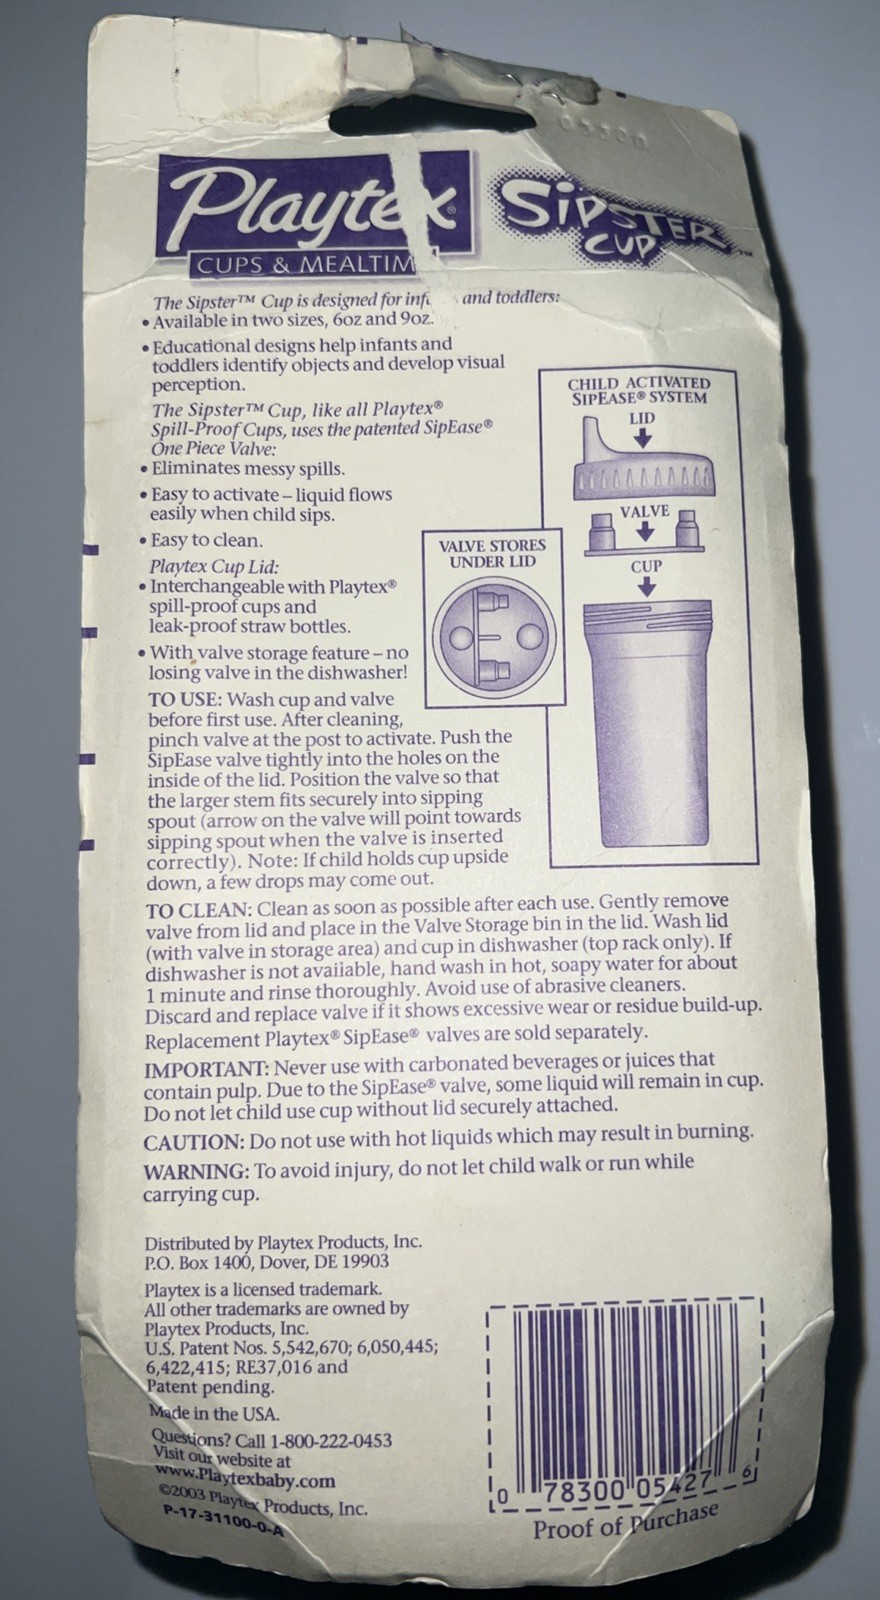 Playtex® SIPSTER CUP™
CUPS & MEALTIM
The Sipster™ Cup is designed for inf and toddlers:
• Available in two sizes, 6oz and 9oz.
• Educational designs help infants and
toddlers identify objects and develop visual
perception.
The Sipster™ Cup, like all Playtex®
Spill-Proof Cups, uses the patented SipEase®
One Piece Valve:
• Eliminates messy spills.
• Easy to activate – liquid flows
easily when child sips.
• Easy to clean.
Playtex Cup Lid:
• Interchangeable with Playtex®
spill-proof cups and
leak-proof straw bottles.
• With valve storage feature – no
losing valve in the dishwasher!
CHILD ACTIVATED
SIPEASE® SYSTEM
LID
VALVE
CUP
VALVE STORES
UNDER LID
TO USE: Wash cup and valve
before first use. After cleaning,
pinch valve at the post to activate. Push the
SipEase valve tightly into the holes on the
inside of the lid. Position the valve so that
the larger stem fits securely into sipping
spout (arrow on the valve will point towards
sipping spout when the valve is inserted
correctly). Note: If child holds cup upside
down, a few drops may come out.
TO CLEAN: Clean as soon as possible after each use. Gently remove
valve from lid and place in the Valve Storage bin in the lid. Wash lid
(with valve in storage area) and cup in dishwasher (top rack only). If
dishwasher is not available, hand wash in hot, soapy water for about
1 minute and rinse thoroughly. Avoid use of abrasive cleaners.
Discard and replace valve if it shows excessive wear or residue build-up.
Replacement Playtex® SipEase® valves are sold separately.
IMPORTANT: Never use with carbonated beverages or juices that
contain pulp. Due to the SipEase® valve, some liquid will remain in cup.
Do not let child use cup without lid securely attached.
CAUTION: Do not use with hot liquids which may result in burning.
WARNING: To avoid injury, do not let child walk or run while
carrying cup.
Distributed by Playtex Products, Inc.
P.O. Box 1400, Dover, DE 19903
Playtex is a licensed trademark.
All other trademarks are owned by
Playtex Products, Inc.
U.S. Patent Nos. 5,542,670; 6,050,445;
6,422,415; RE37,016 and
Patent pending.
Made in the USA.
Questions? Call 1-800-222-0453
Visit our website at
www.Playtexbaby.com
©2003 Playtex Products, Inc.
P-17-31100-0-A
0 78300 05427 6
Proof of Purchase